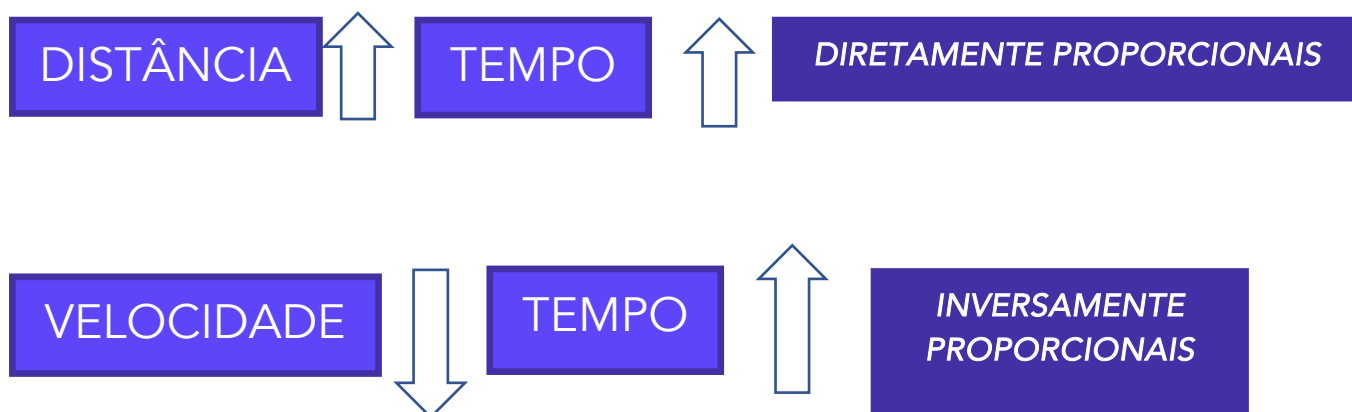 DISTÂNCIA TEMPO DIRETAMENTE PROPORCIONAIS
VELOCIDADE TEMPO INVERSAMENTE
PROPORCIONAIS